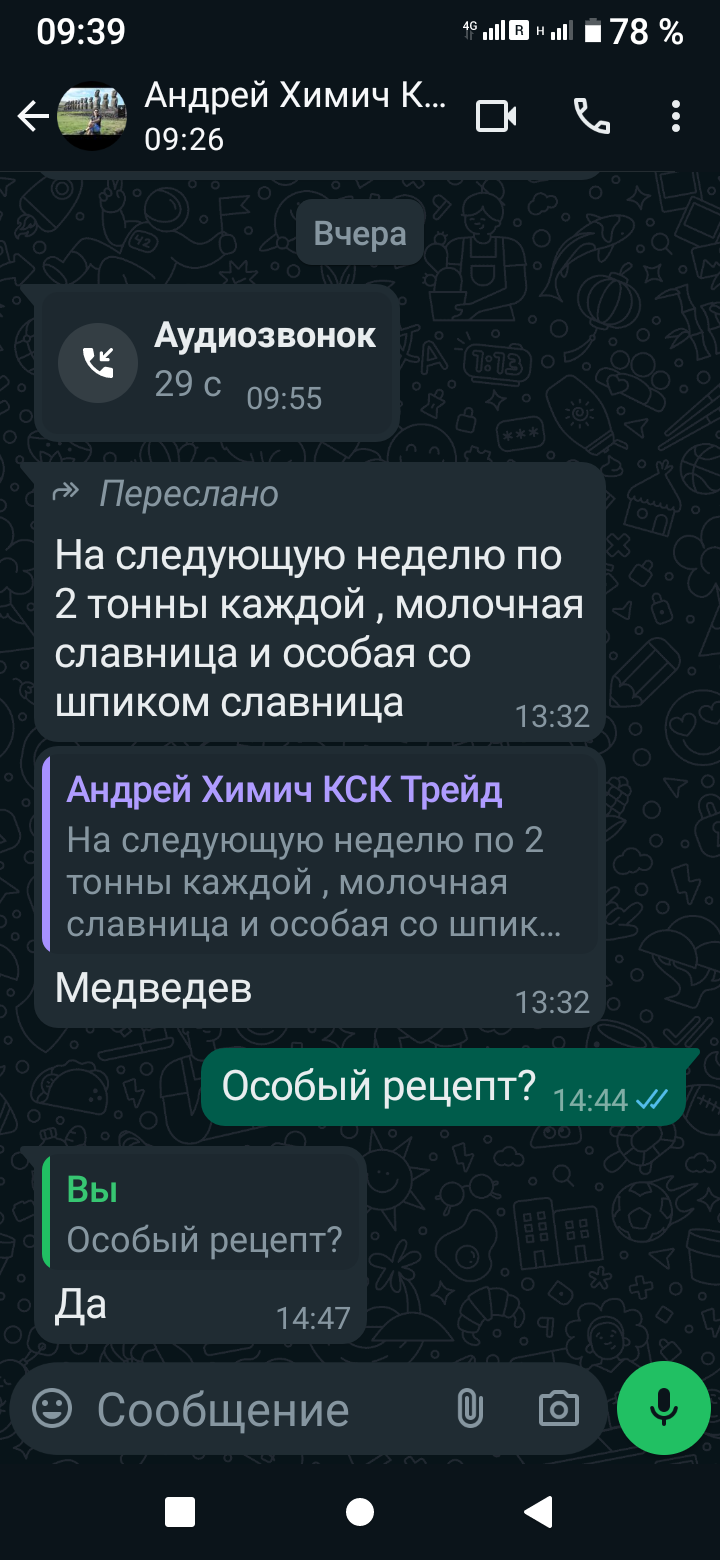 09:39
4G R H 78 %
Андрей Химич К...
09:26
Вчера
Аудиозвонок
29 с 09:55
Переслано
На следующую неделю по
2 тонны каждой , молочная
славница и особая со
шпиком славница
13:32
Андрей Химич КСК Трейд
На следующую неделю по 2
тонны каждой , молочная
славница и особая со шпик...
Медведев
13:32
Особый рецепт?
14:44
Вы
Особый рецепт?
Да
14:47
Сообщение